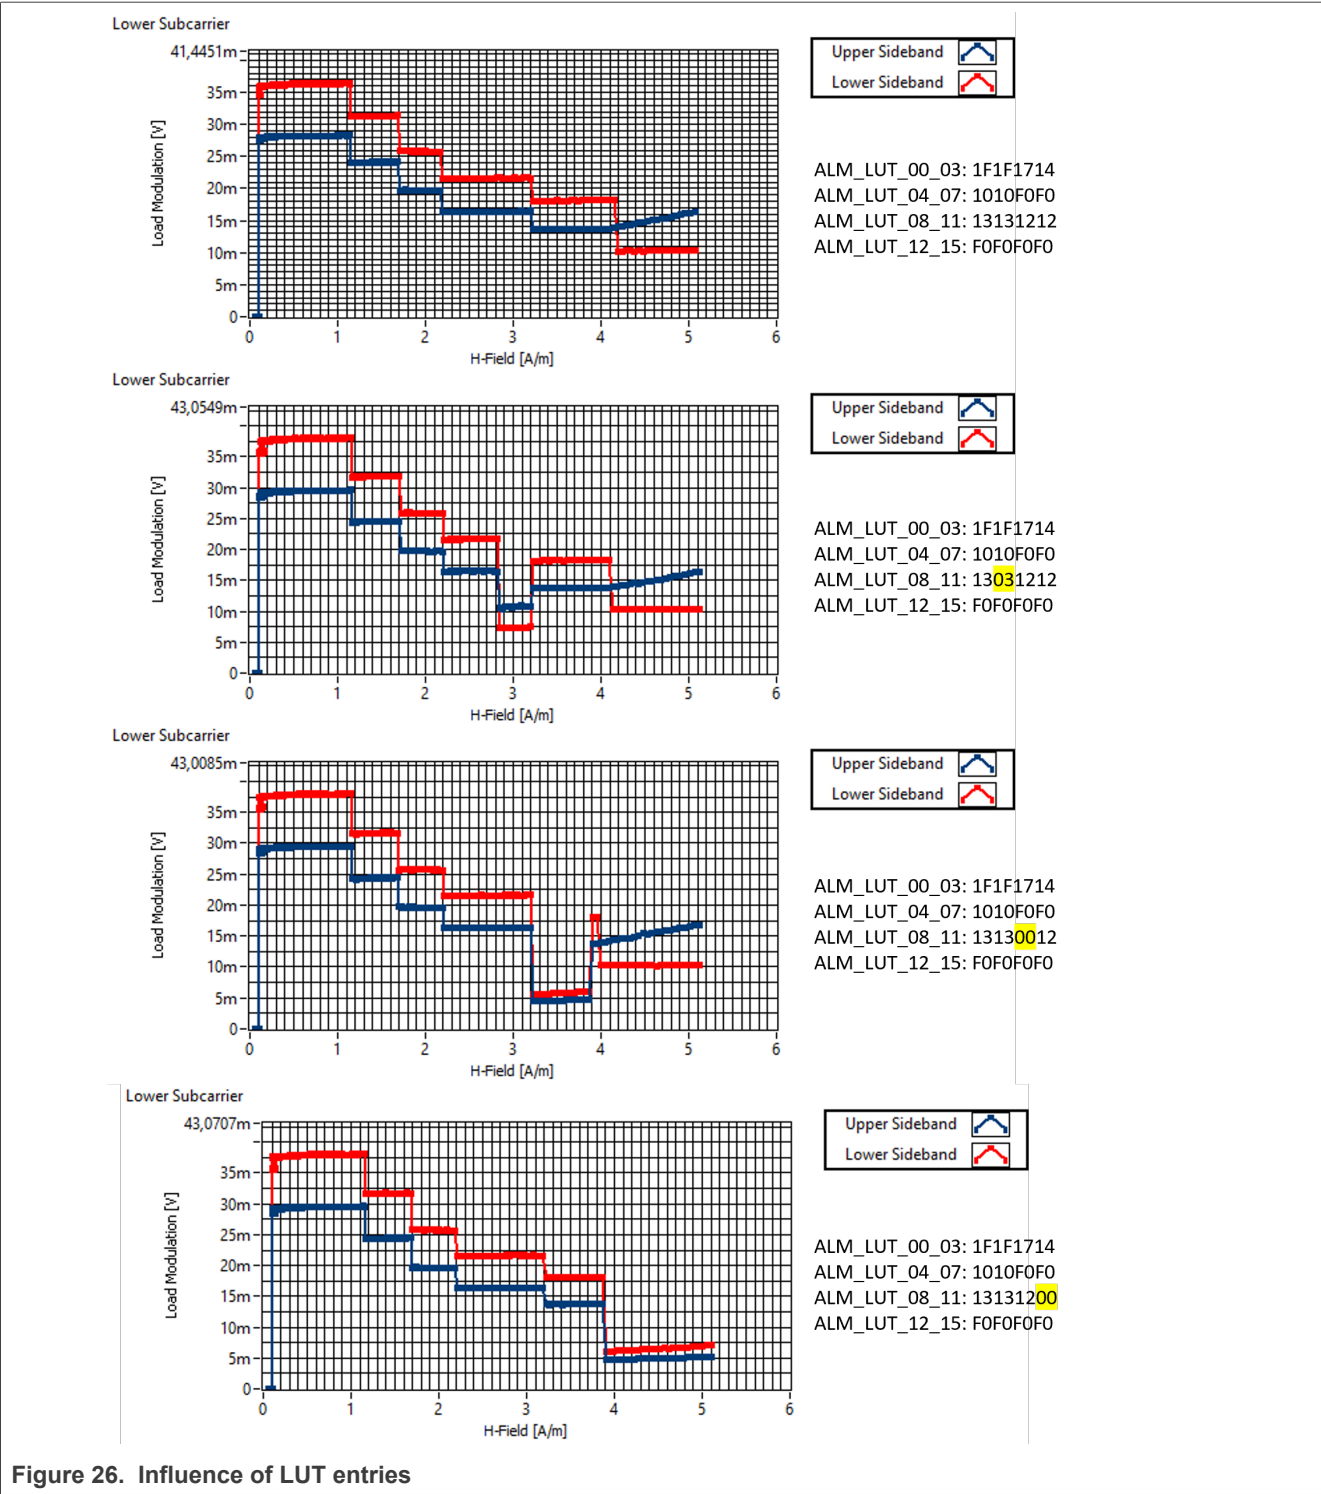 Lower Subcarrier
41,4451m
35m
30m
25m
20m
15m
10m
5m
0
Load Modulation [V]
0 1 2 3 4 5 6
H-Field [A/m]
Upper Sideband
Lower Sideband
ALM_LUT_00_03: 1F1F1714
ALM_LUT_04_07: 1010F0F0
ALM_LUT_08_11: 13131212
ALM_LUT_12_15: F0F0F0F0
Lower Subcarrier
43,0549m
35m
30m
25m
20m
15m
10m
5m
0
Load Modulation [V]
0 1 2 3 4 5 6
H-Field [A/m]
Upper Sideband
Lower Sideband
ALM_LUT_00_03: 1F1F1714
ALM_LUT_04_07: 1010F0F0
ALM_LUT_08_11: 13031212
ALM_LUT_12_15: F0F0F0F0
Lower Subcarrier
43,0085m
35m
30m
25m
20m
15m
10m
5m
0
Load Modulation [V]
0 1 2 3 4 5 6
H-Field [A/m]
Upper Sideband
Lower Sideband
ALM_LUT_00_03: 1F1F1714
ALM_LUT_04_07: 1010F0F0
ALM_LUT_08_11: 13130012
ALM_LUT_12_15: F0F0F0F0
Lower Subcarrier
43,0707m
35m
30m
25m
20m
15m
10m
5m
0
Load Modulation [V]
0 1 2 3 4 5 6
H-Field [A/m]
Upper Sideband
Lower Sideband
ALM_LUT_00_03: 1F1F1714
ALM_LUT_04_07: 1010F0F0
ALM_LUT_08_11: 13131200
ALM_LUT_12_15: F0F0F0F0
Figure 26. Influence of LUT entries